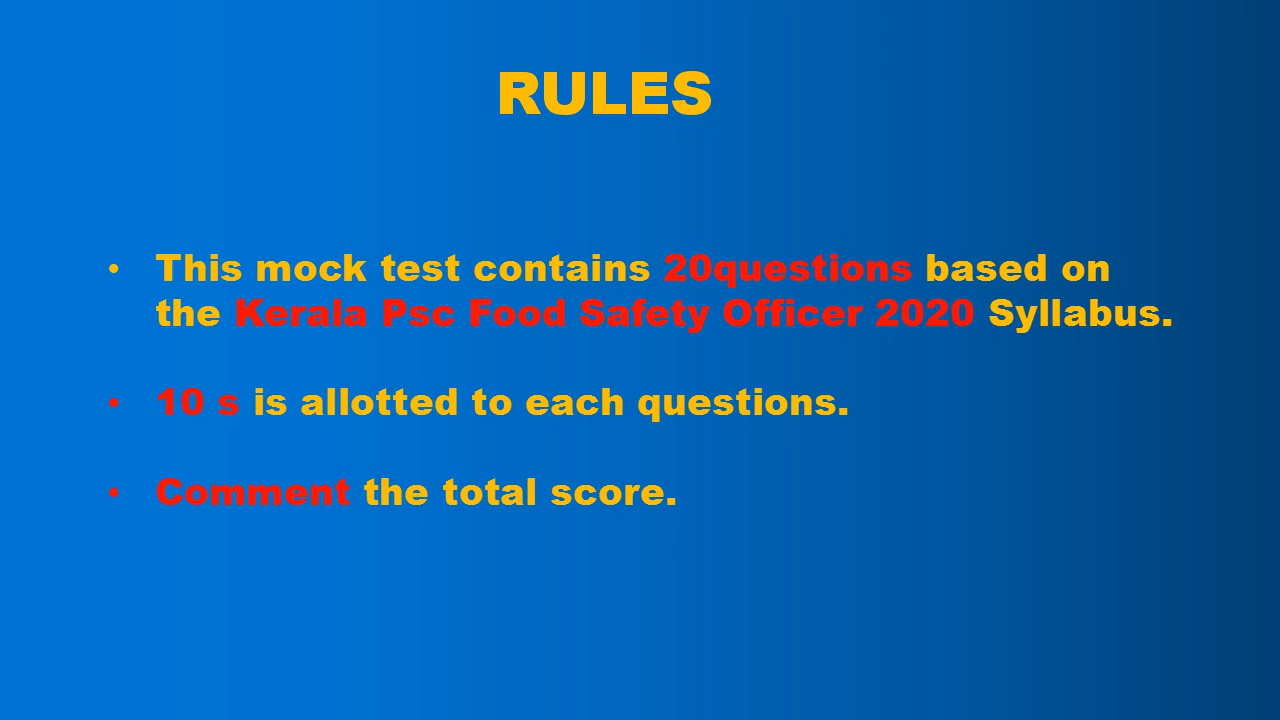 RULES
• This mock test contains 20questions based on
the Kerala Psc Food Safety Officer 2020 Syllabus.
• 10 s is allotted to each questions.
• Comment the total score.